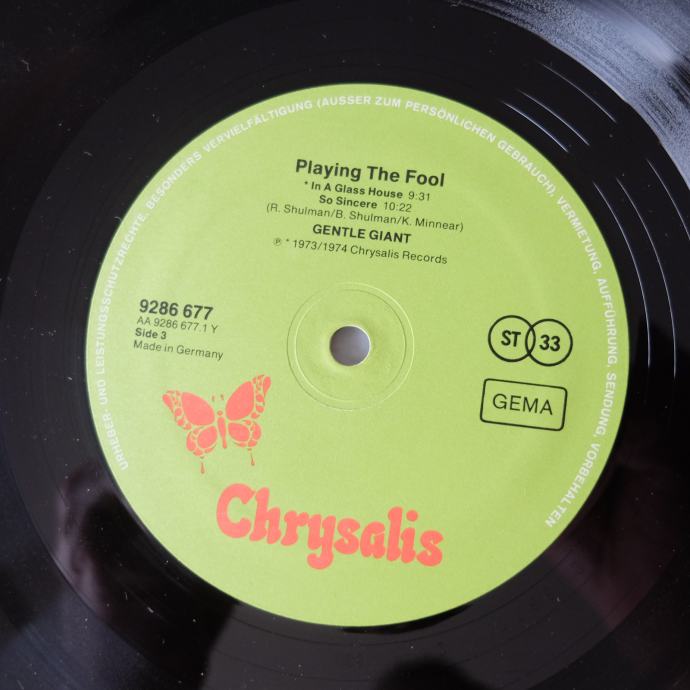 URHEBER- UND LEISTUNGSSCHUTZRECHTE, BESONDERS VERVIELFÄLTIGUNG (AUSSER ZUM PERSÖNLICHEN GEBRAUCH), VERMIETUNG, AUFFÜHRUNG, SENDUNG, VORBEHALTEN
Playing The Fool
* In A Glass House 9:31
So Sincere 10:22
(R. Shulman/B. Shulman/K. Minnear)
GENTLE GIANT
℗ * 1973/1974 Chrysalis Records
9286 677
AA 9286 677.1 Y
Side 3
Made in Germany
ST 33
GEMA
Chrysalis